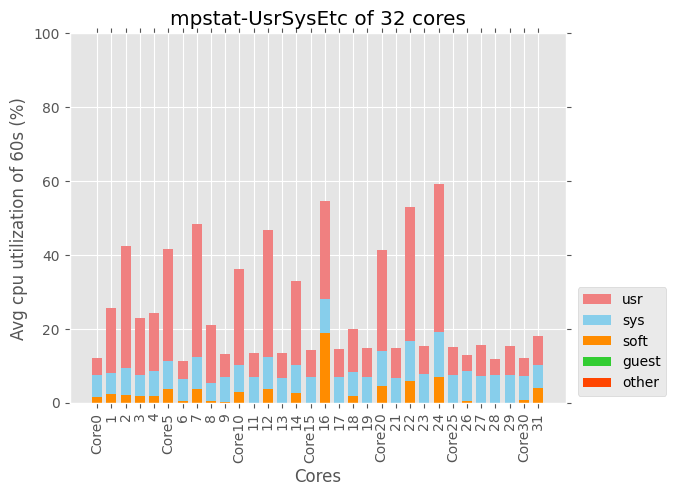 mpstat-UsrSysEtc of 32 cores
Avg cpu utilization of 60s (%)
100
80
60
40
20
0
Core0
1
2
3
4
Core5
6
7
8
9
Core10
11
12
13
14
Core15
16
17
18
19
Core20
21
22
23
24
Core25
26
27
28
29
Core30
31
Cores
usr
sys
soft
guest
other